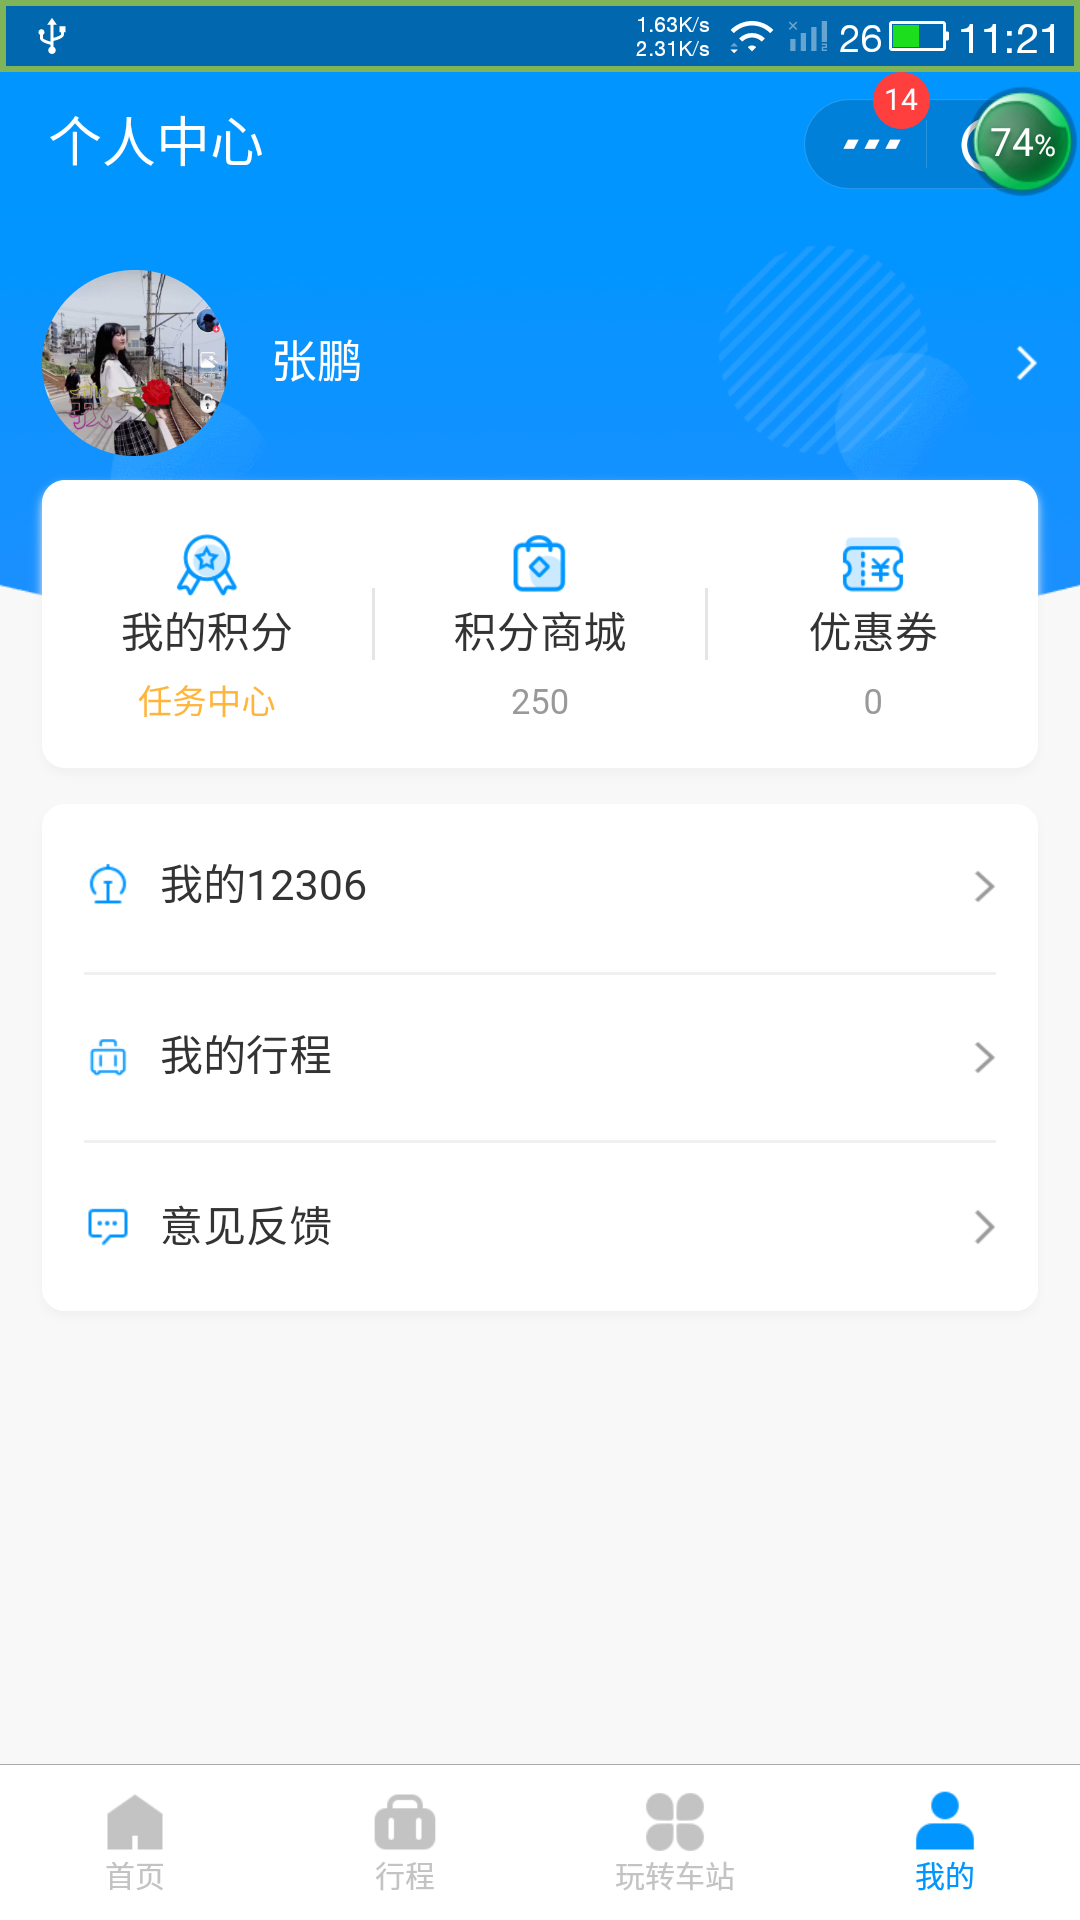 1.63K/s
2.31K/s
26
11:21
14
个人中心
74%
张鹏
我的积分
积分商城
优惠券
任务中心
250
0
我的12306
我的行程
意见反馈
首页
行程
玩转车站
我的